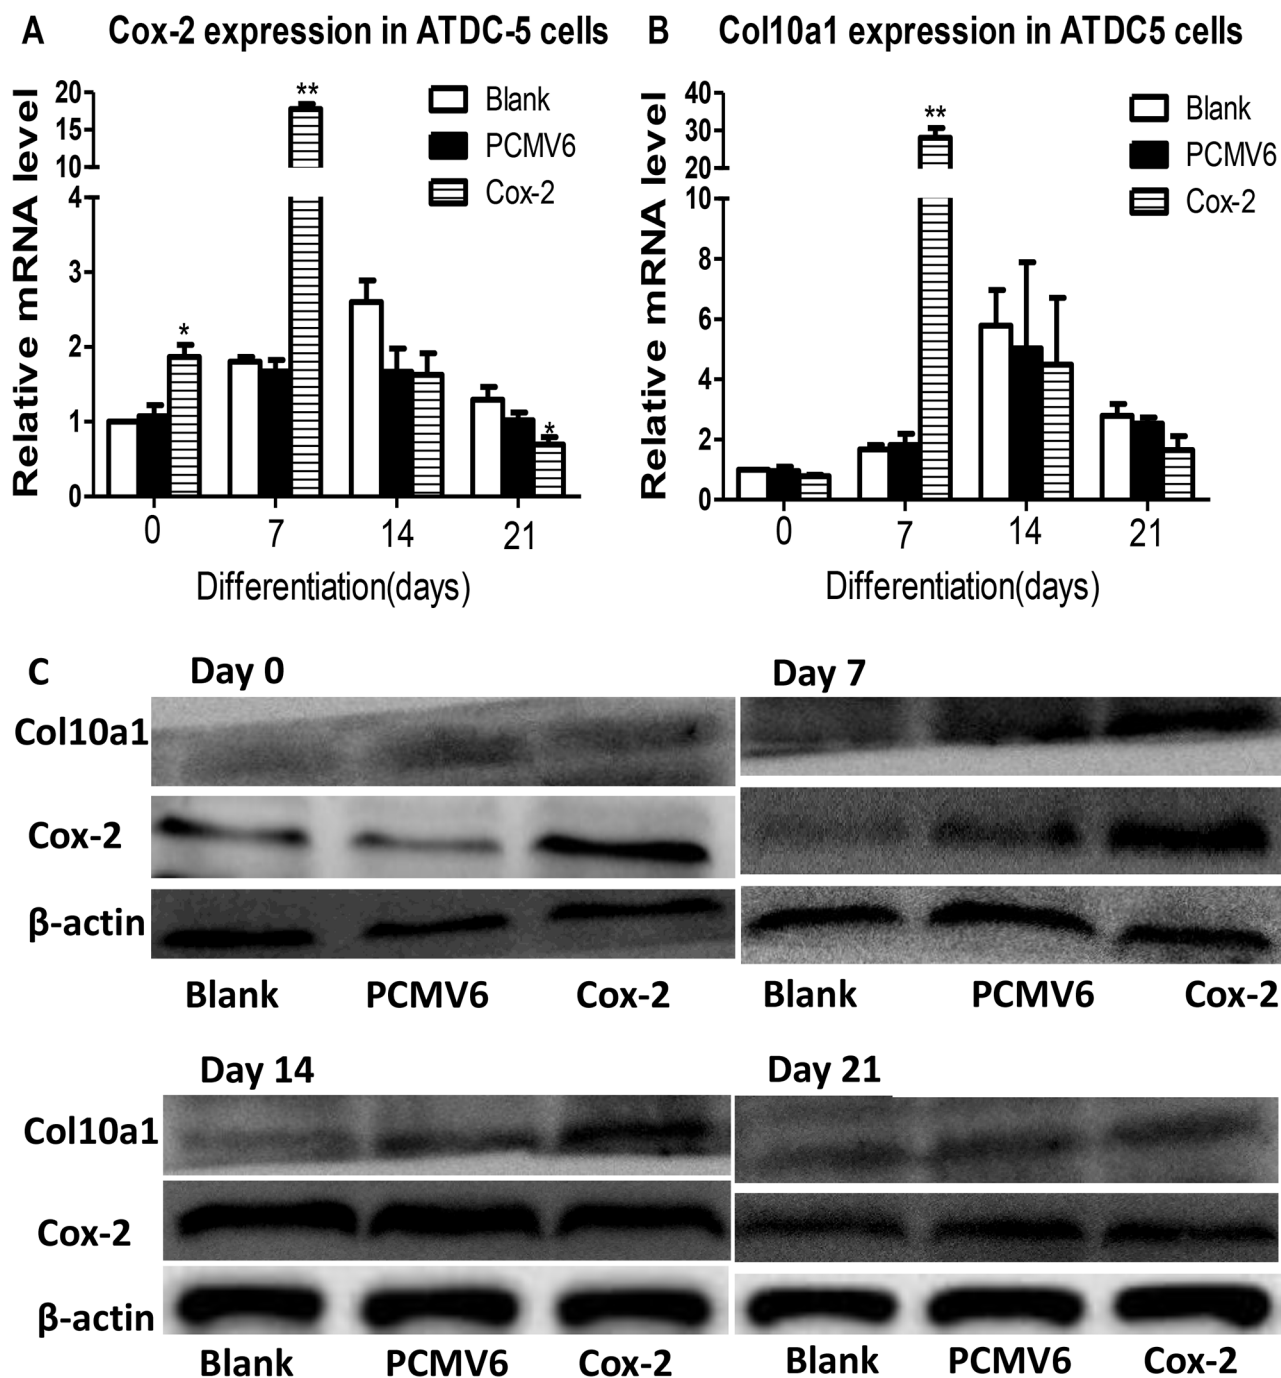 A Cox-2 expression in ATDC-5 cells
Relative mRNA level
20
15
10
4
3
2
1
0
**
*
*
Blank
PCMV6
Cox-2
0 7 14 21
Differentiation(days)
B Col10a1 expression in ATDC5 cells
Relative mRNA level
40
30
20
10
8
6
4
2
0
**
Blank
PCMV6
Cox-2
0 7 14 21
Differentiation(days)
C Day 0 Day 7
Col10a1
Cox-2
β-actin
Blank PCMV6 Cox-2 Blank PCMV6 Cox-2
Day 14 Day 21
Col10a1
Cox-2
β-actin
Blank PCMV6 Cox-2 Blank PCMV6 Cox-2